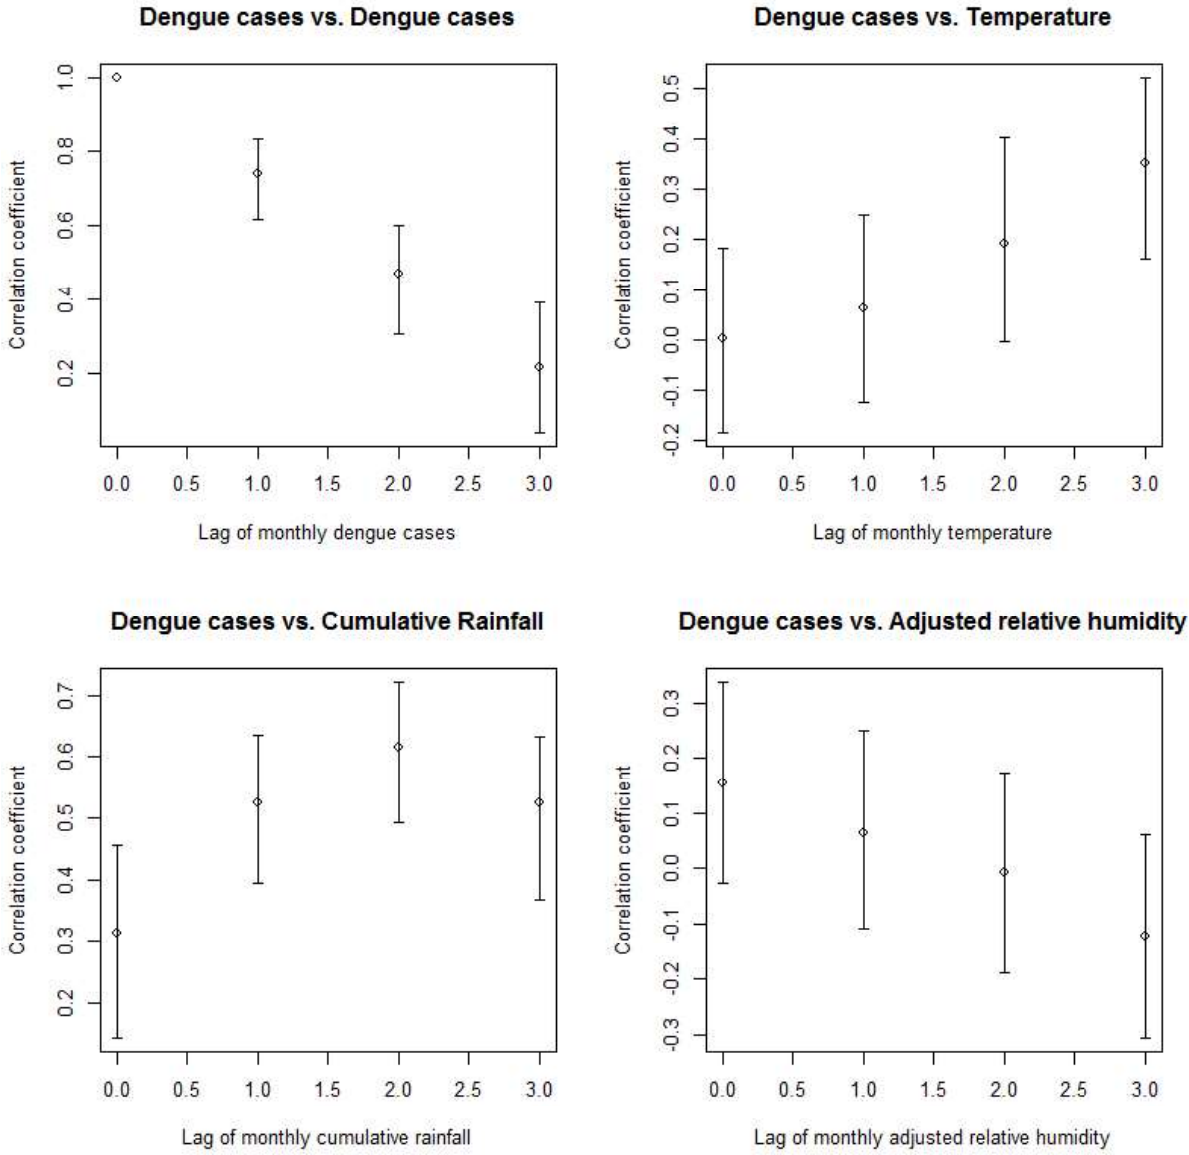 Dengue cases vs. Dengue cases
Correlation coefficient
1.0
0.8
0.6
0.4
0.2
0.0 0.5 1.0 1.5 2.0 2.5 3.0
Lag of monthly dengue cases
Dengue cases vs. Temperature
Correlation coefficient
0.5
0.4
0.3
0.2
0.1
0.0
-0.1
-0.2
0.0 0.5 1.0 1.5 2.0 2.5 3.0
Lag of monthly temperature
Dengue cases vs. Cumulative Rainfall
Correlation coefficient
0.7
0.6
0.5
0.4
0.3
0.2
0.0 0.5 1.0 1.5 2.0 2.5 3.0
Lag of monthly cumulative rainfall
Dengue cases vs. Adjusted relative humidity
Correlation coefficient
0.3
0.2
0.1
0.0
-0.1
-0.2
-0.3
0.0 0.5 1.0 1.5 2.0 2.5 3.0
Lag of monthly adjusted relative humidity